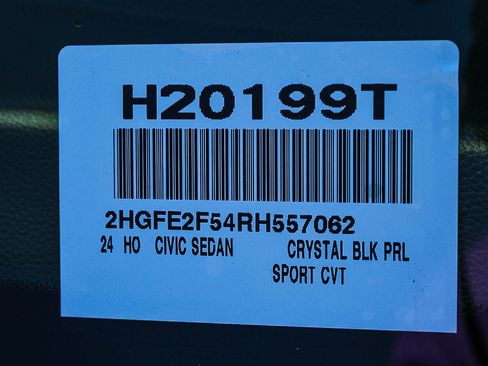 H20199T
2HGFE2F54RH557062
24 HO CIVIC SEDAN CRYSTAL BLK PRL
SPORT CVT